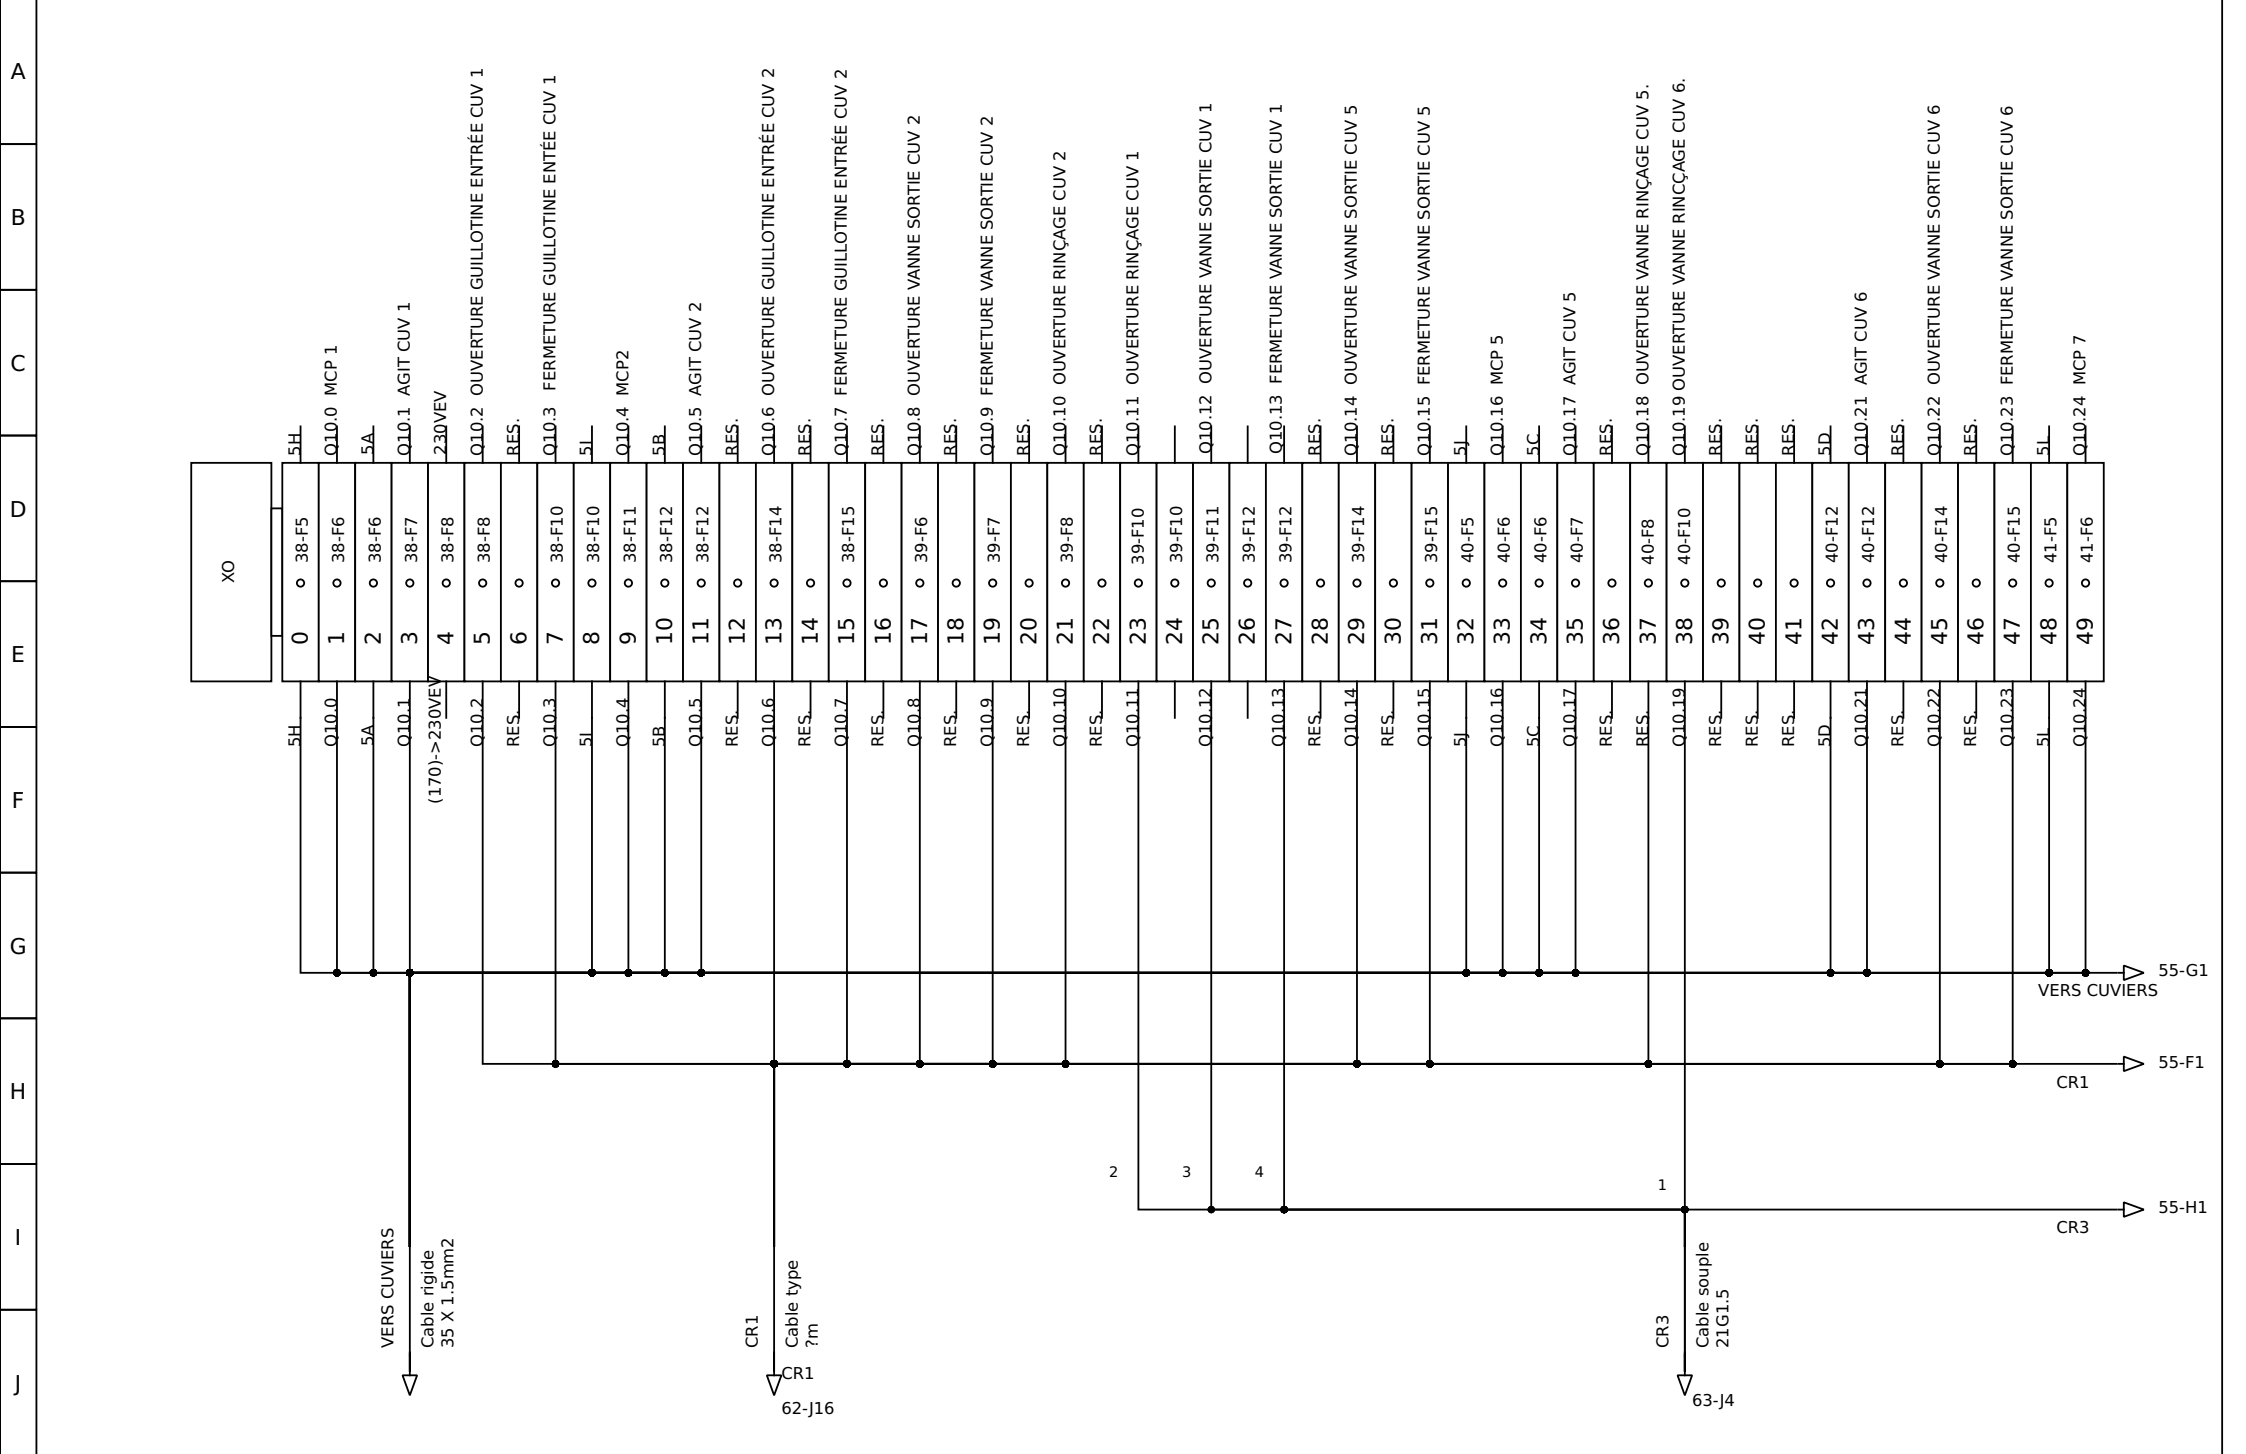 A
B
C
D
E
F
G
H
I
J
5H
Q10.0 MCP 1
5A
Q10.1 AGIT CUV 1
230VEV
Q10.2 OUVERTURE GUILLOTINE ENTRÉE CUV 1
RES.
Q10.3 FERMETURE GUILLOTINE ENTÉE CUV 1
5I
Q10.4 MCP2
5B
Q10.5 AGIT CUV 2
RES.
Q10.6 OUVERTURE GUILLOTINE ENTRÉE CUV 2
RES.
Q10.7 FERMETURE GUILLOTINE ENTRÉE CUV 2
RES.
Q10.8 OUVERTURE VANNE SORTIE CUV 2
RES.
Q10.9 FERMETURE VANNE SORTIE CUV 2
RES.
Q10.10 OUVERTURE RINÇAGE CUV 2
RES.
Q10.11 OUVERTURE RINÇAGE CUV 1
Q10.12 OUVERTURE VANNE SORTIE CUV 1
Q10.13 FERMETURE VANNE SORTIE CUV 1
RES.
Q10.14 OUVERTURE VANNE SORTIE CUV 5
RES.
Q10.15 FERMETURE VANNE SORTIE CUV 5
5J
Q10.16 MCP 5
5C
Q10.17 AGIT CUV 5
RES.
Q10.18 OUVERTURE VANNE RINÇAGE CUV 5.
Q10.19 OUVERTURE VANNE RINCÇAGE CUV 6.
RES.
RES.
RES.
5D
Q10.21 AGIT CUV 6
RES.
Q10.22 OUVERTURE VANNE SORTIE CUV 6
RES.
Q10.23 FERMETURE VANNE SORTIE CUV 6
5L
Q10.24 MCP 7
XO
38-F5
38-F6
38-F6
38-F7
38-F8
38-F8
38-F10
38-F10
38-F11
38-F12
38-F12
38-F14
38-F15
39-F6
39-F7
39-F8
39-F10
39-F10
39-F11
39-F12
39-F12
39-F14
39-F15
40-F5
40-F6
40-F6
40-F7
40-F8
40-F10
40-F12
40-F12
40-F14
40-F15
41-F5
41-F6
0
1
2
3
4
5
6
7
8
9
10
11
12
13
14
15
16
17
18
19
20
21
22
23
24
25
26
27
28
29
30
31
32
33
34
35
36
37
38
39
40
41
42
43
44
45
46
47
48
49
5H
Q10.0
5A
Q10.1
(170)->230VEV
Q10.2
RES.
Q10.3
5I
Q10.4
5B
Q10.5
RES.
Q10.6
RES.
Q10.7
RES.
Q10.8
RES.
Q10.9
RES.
Q10.10
RES.
Q10.11
Q10.12
Q10.13
RES.
Q10.14
RES.
Q10.15
5J
Q10.16
5C
Q10.17
RES.
RES.
Q10.19
RES.
RES.
RES.
5D
Q10.21
RES.
Q10.22
RES.
Q10.23
5L
Q10.24
55-G1
VERS CUVIERS
55-F1
CR1
2
3
4
1
55-H1
CR3
VERS CUVIERS
Cable rigide
35 X 1.5mm2
CR1
Cable type
?m
CR1
62-J16
CR3
Cable souple
21G1.5
63-J4